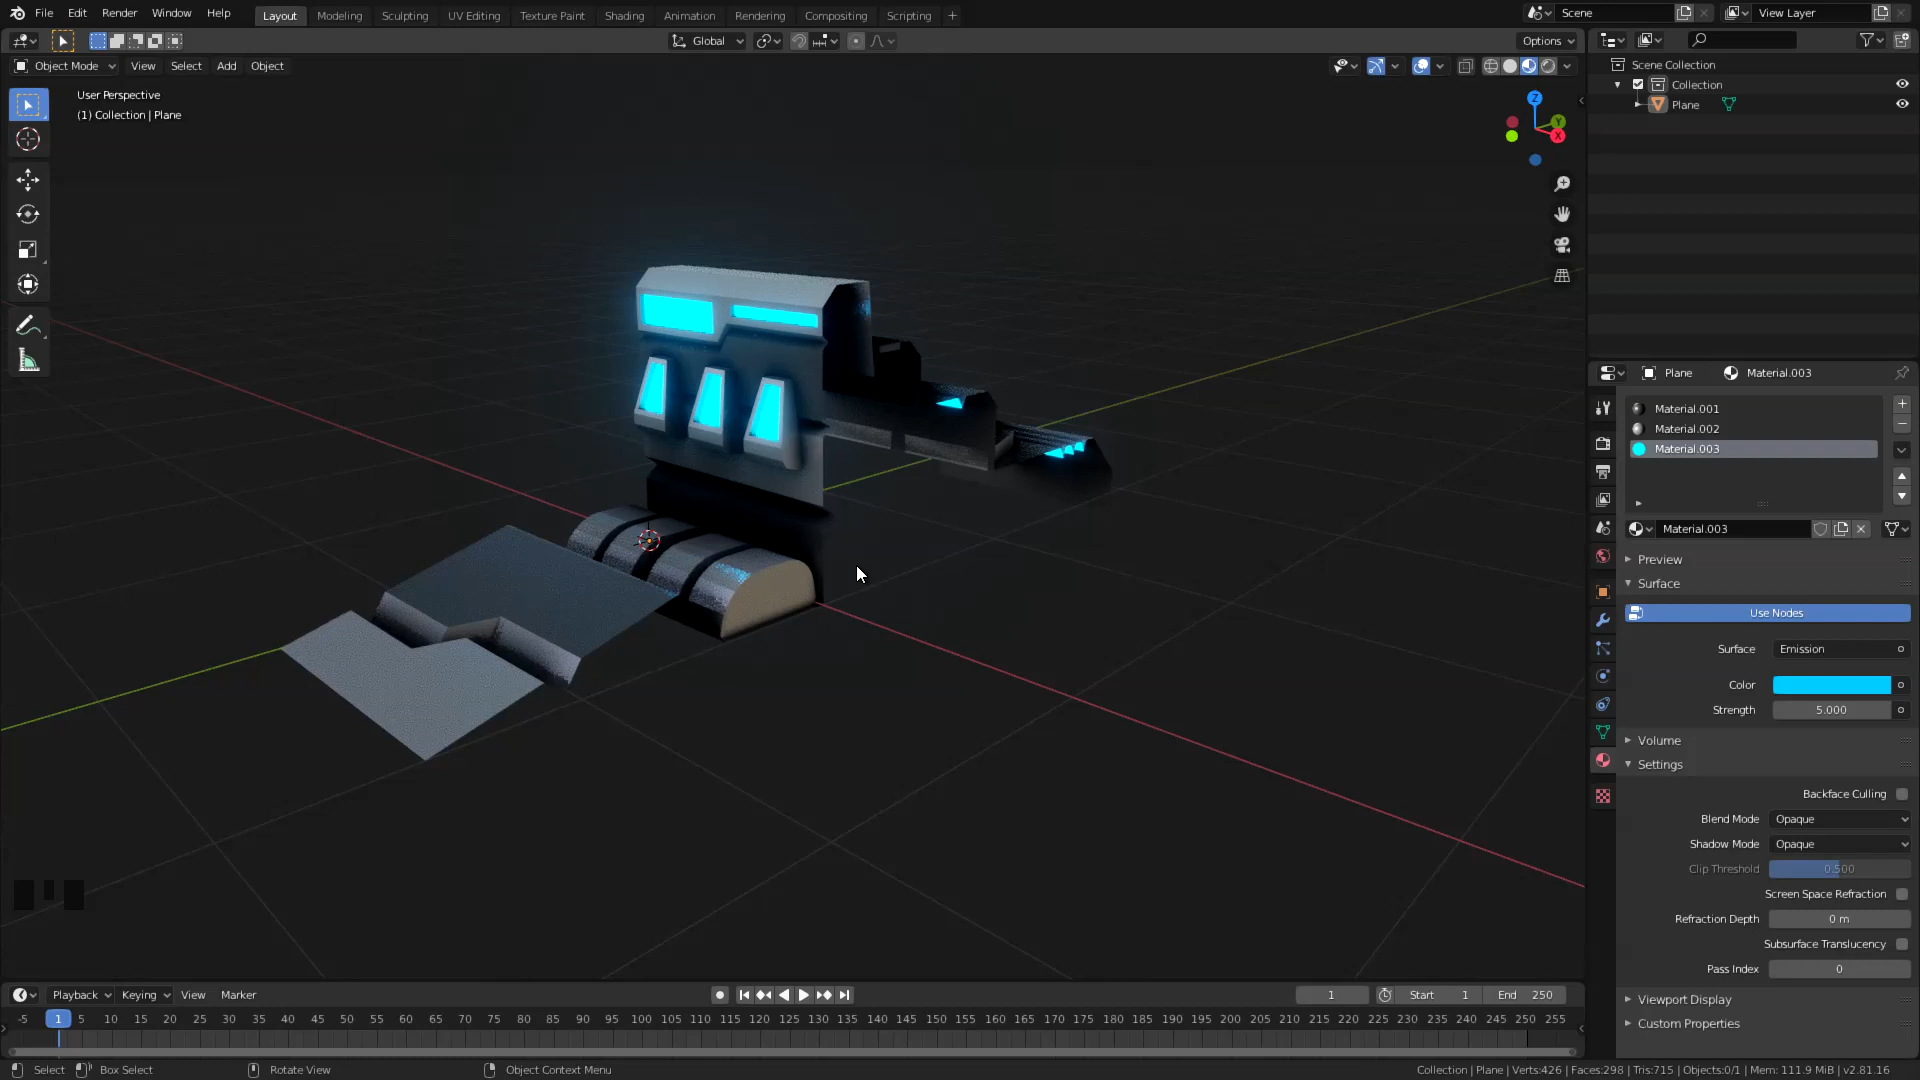 File Edit Render Window Help Layout Modeling Sculpting UV Editing Texture Paint Shading Animation Rendering Compositing Scripting + Scene View Layer
Global Options
Object Mode View Select Add Object
User Perspective
(1) Collection | Plane
Z
Y
X
Scene Collection
Collection
Plane
Plane Material.003
Material.001
Material.002
Material.003
Material.003
Preview
Surface
Use Nodes
Surface Emission
Color
Strength 5.000
Volume
Settings
Backface Culling
Blend Mode Opaque
Shadow Mode Opaque
Clip Threshold 0.500
Screen Space Refraction
Refraction Depth 0 m
Subsurface Translucency
Pass Index 0
Viewport Display
Custom Properties
Playback Keying View Marker 1 Start 1 End 250
-5 1 5 10 15 20 25 30 35 40 45 50 55 60 65 70 75 80 85 90 95 100 105 110 115 120 125 130 135 140 145 150 155 160 165 170 175 180 185 190 195 200 205 210 215 220 225 230 235 240 245 250 255
Select Box Select Rotate View Object Context Menu Collection | Plane | Verts:426 | Faces:298 | Tris:715 | Objects:0/1 | Mem: 111.9 MiB | v2.81.16